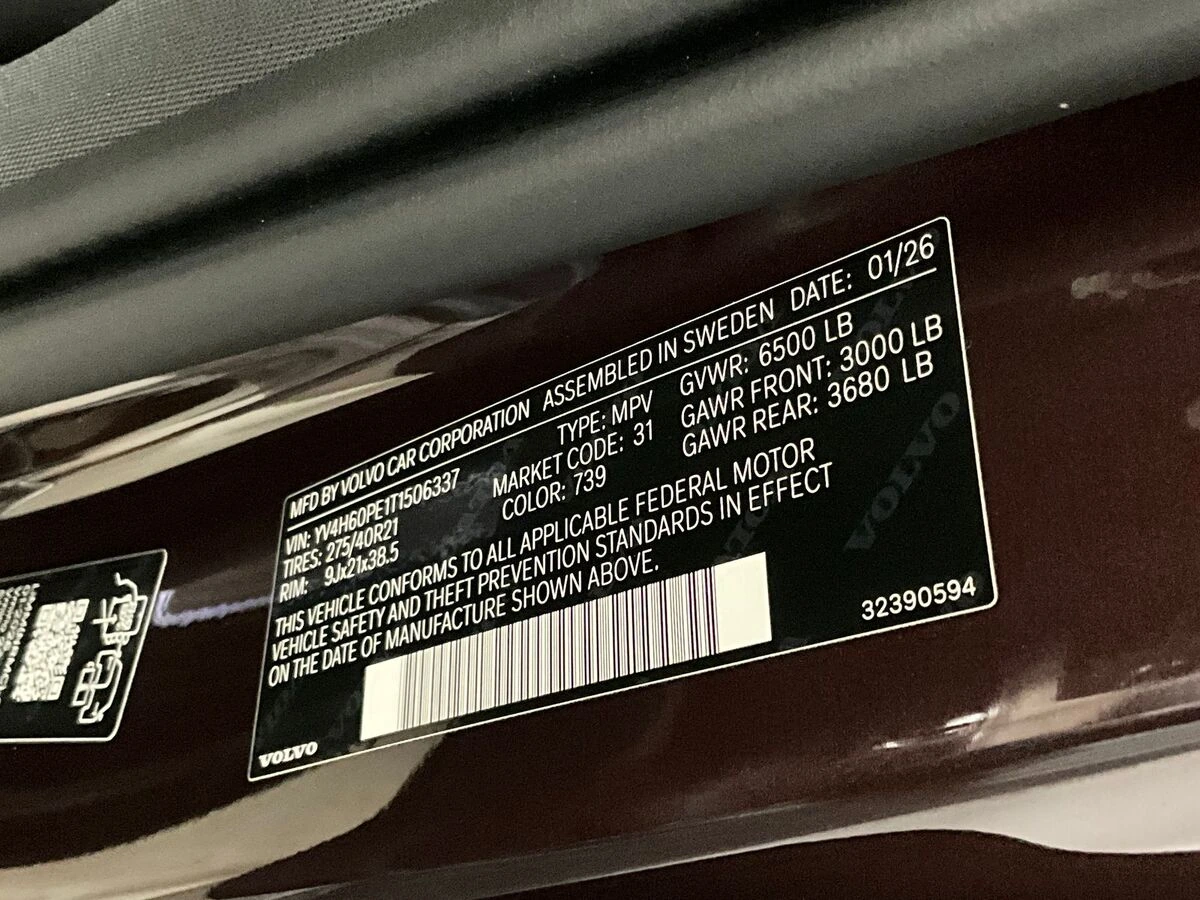 MFD BY VOLVO CAR CORPORATION ASSEMBLED IN SWEDEN DATE: 01/26
VIN: YV4H60PE1T1506337 TYPE: MPV GVWR: 6500 LB
TIRES: 275/40R21 MARKET CODE: 31 GAWR FRONT: 3000 LB
RIM: 9Jx21x38.5 COLOR: 739 GAWR REAR: 3680 LB
THIS VEHICLE CONFORMS TO ALL APPLICABLE FEDERAL MOTOR
VEHICLE SAFETY AND THEFT PREVENTION STANDARDS IN EFFECT
ON THE DATE OF MANUFACTURE SHOWN ABOVE.
VOLVO 32390594